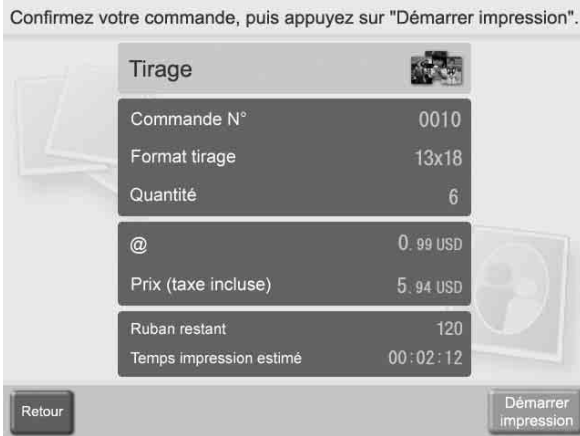 Confirmez votre commande, puis appuyez sur "Démarrer impression".
Tirage
Commande N° 0010
Format tirage 13x18
Quantité 6
@ 0.99 USD
Prix (taxe incluse) 5.94 USD
Ruban restant 120
Temps impression estimé 00:02:12
Retour
Démarrer
impression